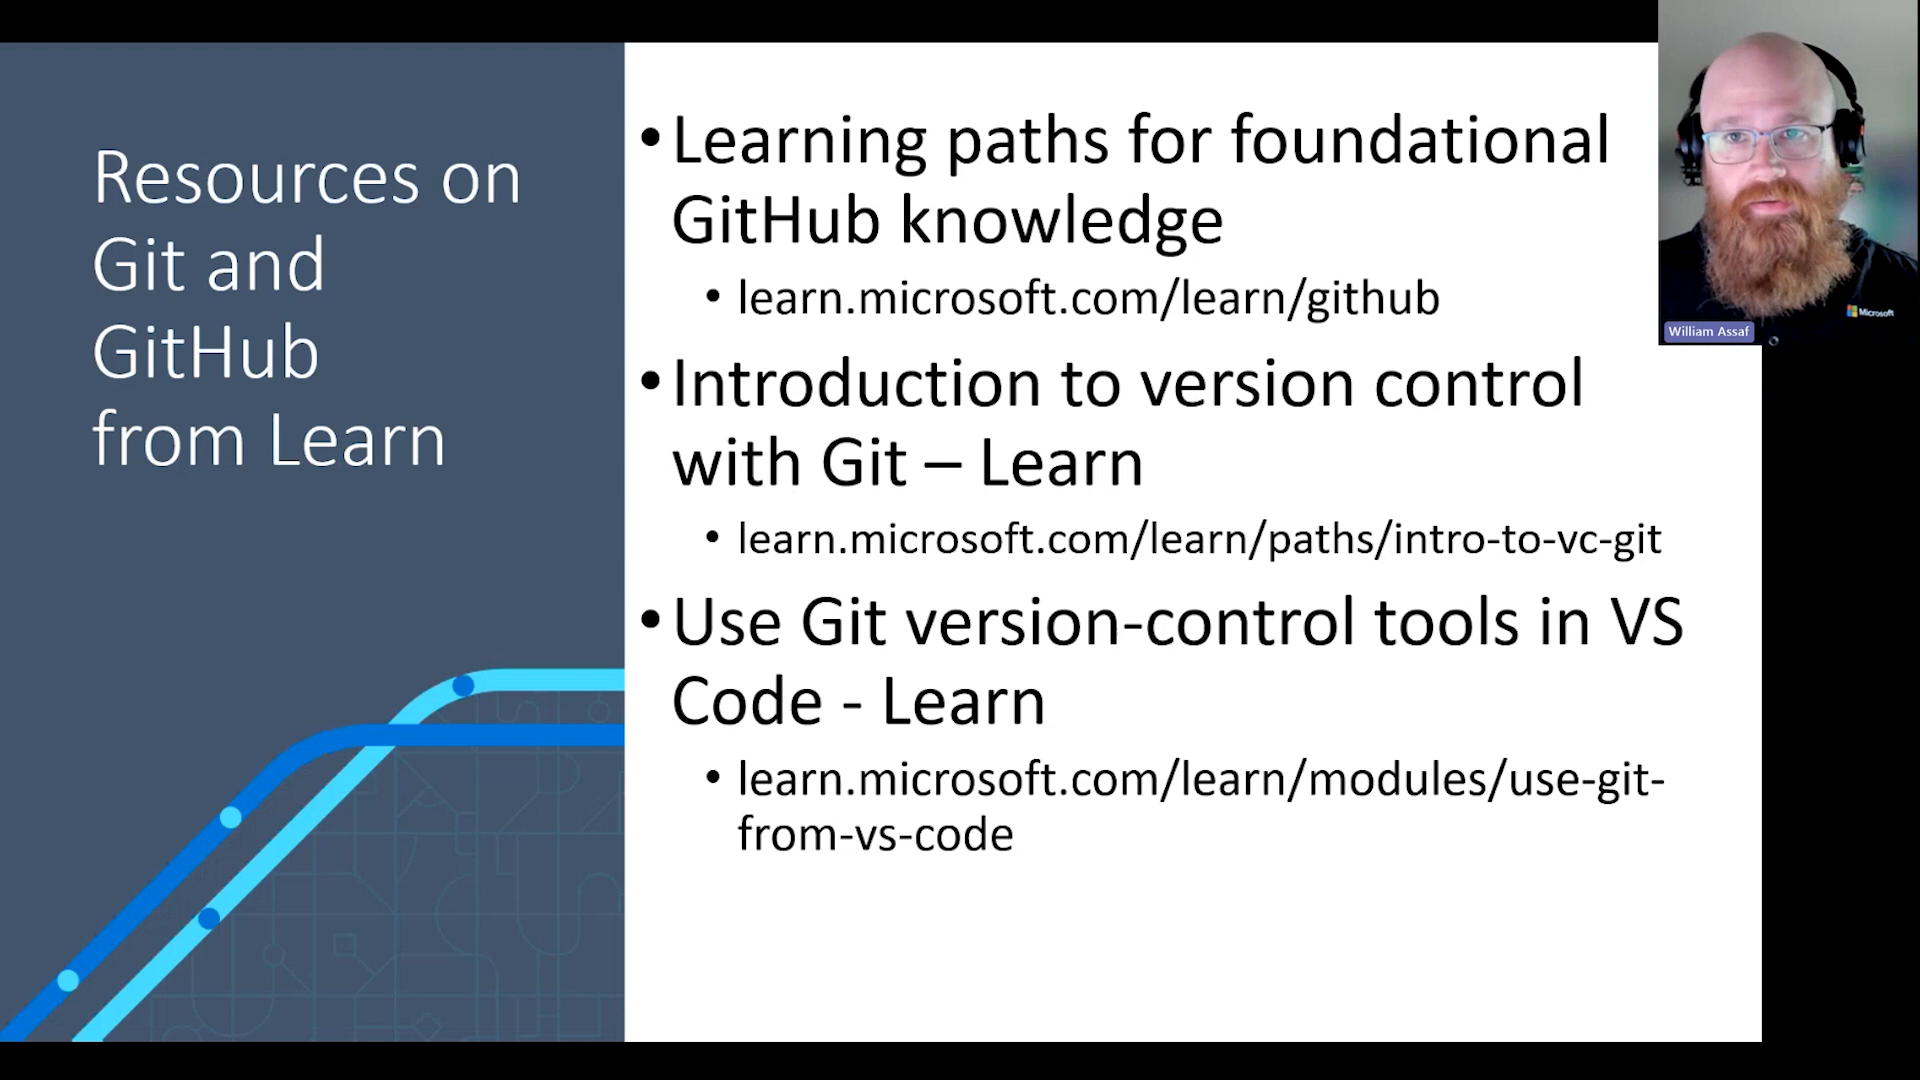 Resources on
Git and
GitHub
from Learn
•Learning paths for foundational
GitHub knowledge
• learn.microsoft.com/learn/github
•Introduction to version control
with Git – Learn
• learn.microsoft.com/learn/paths/intro-to-vc-git
•Use Git version-control tools in VS
Code - Learn
• learn.microsoft.com/learn/modules/use-git-
from-vs-code
Microsoft
William Assaf